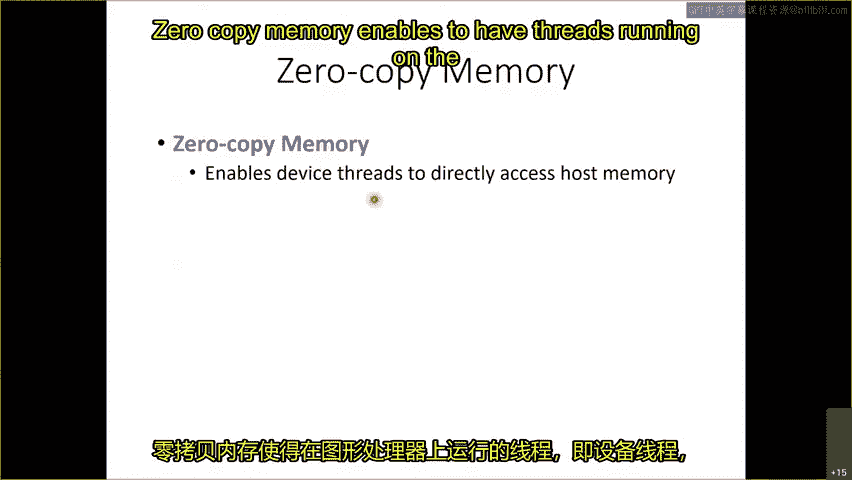 Zero copy memory enables to have threads running
on the
Zero-copy Memory
• Zero-copy Memory
• Enables device threads to directly access host memory
零拷贝内存使得在图形处理器上运行的线程，即设备线程，
+15